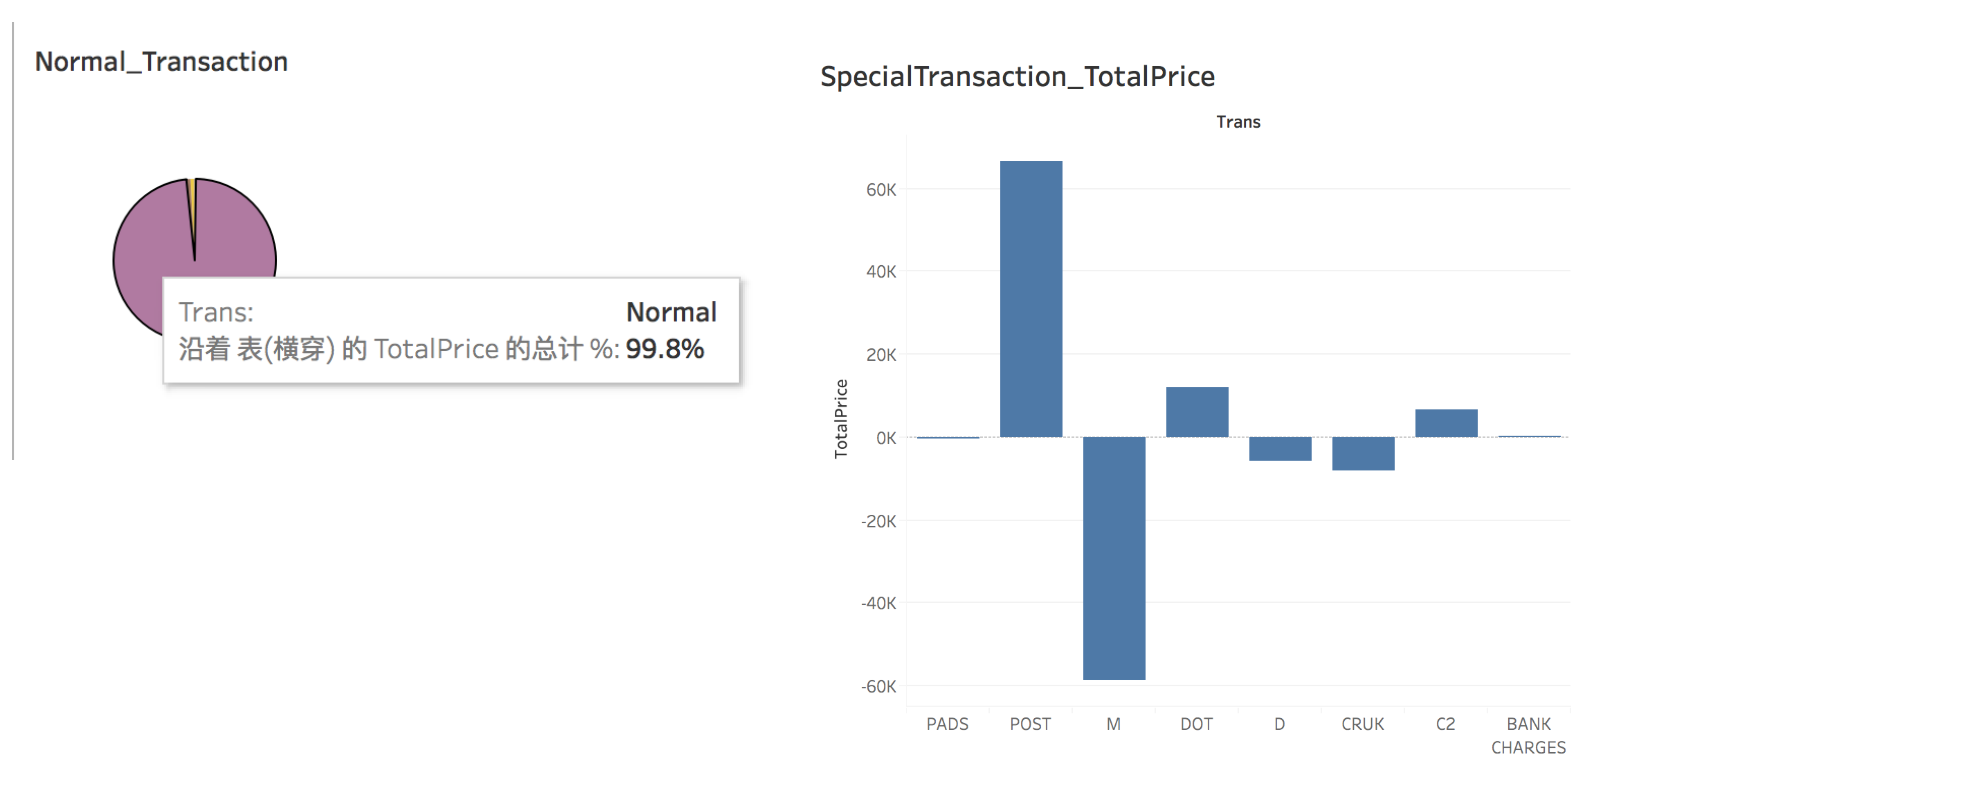 Normal_Transaction
Trans: Normal
沿着 表(横穿) 的 TotalPrice 的总计 %: 99.8%
SpecialTransaction_TotalPrice
Trans
TotalPrice
60K
40K
20K
0K
-20K
-40K
-60K
PADS POST M DOT D CRUK C2 BANK
CHARGES